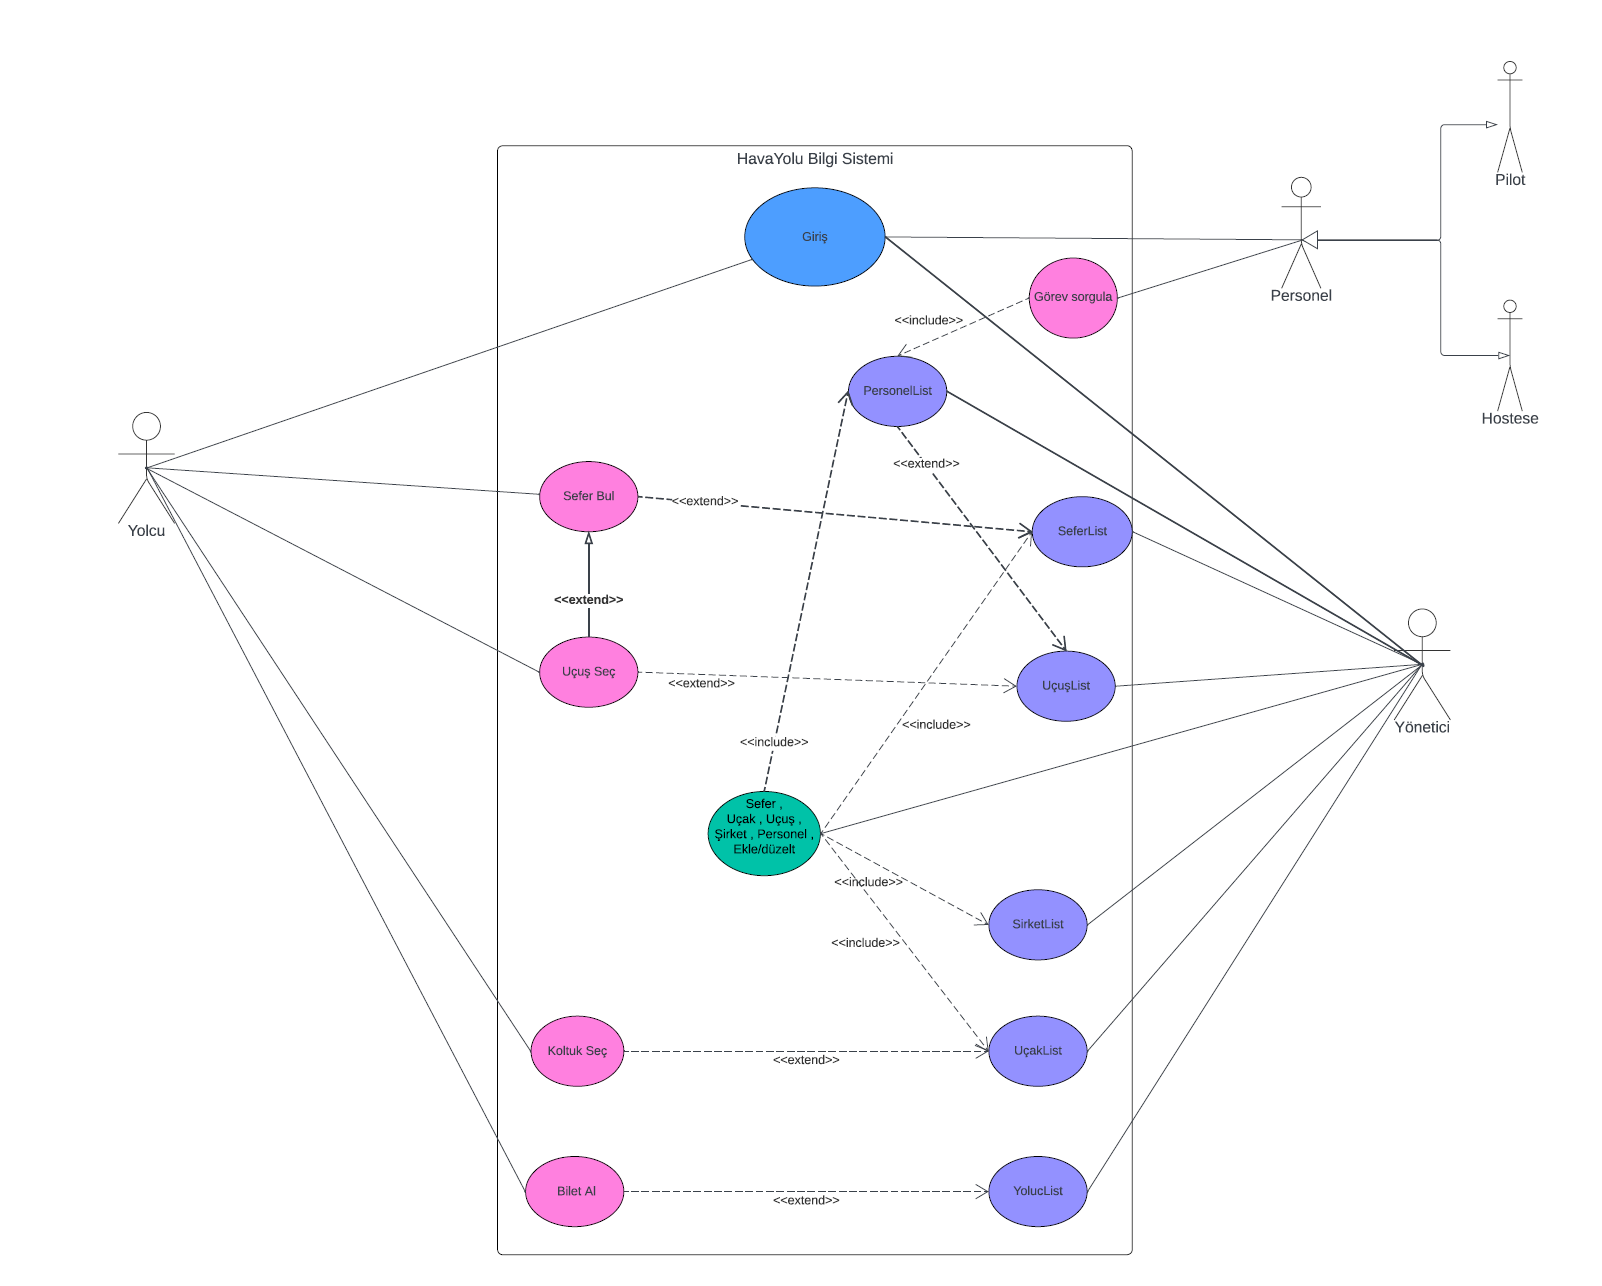 Pilot
HavaYolu Bilgi Sistemi
Giriş
Personel
Görev sorgula
<<include>>
PersonelList
Hostese
<<extend>>
Sefer Bul
<<extend>>
Yolcu
SeferList
<<extend>>
Uçuş Seç
<<extend>>
UçuşList
<<include>>
Yönetici
<<include>>
Sefer ,
Uçak , Uçuş ,
Şirket , Personel ,
Ekle/düzelt
<<include>>
SirketList
<<include>>
Koltuk Seç
<<extend>>
UçakList
Bilet Al
<<extend>>
YolucList